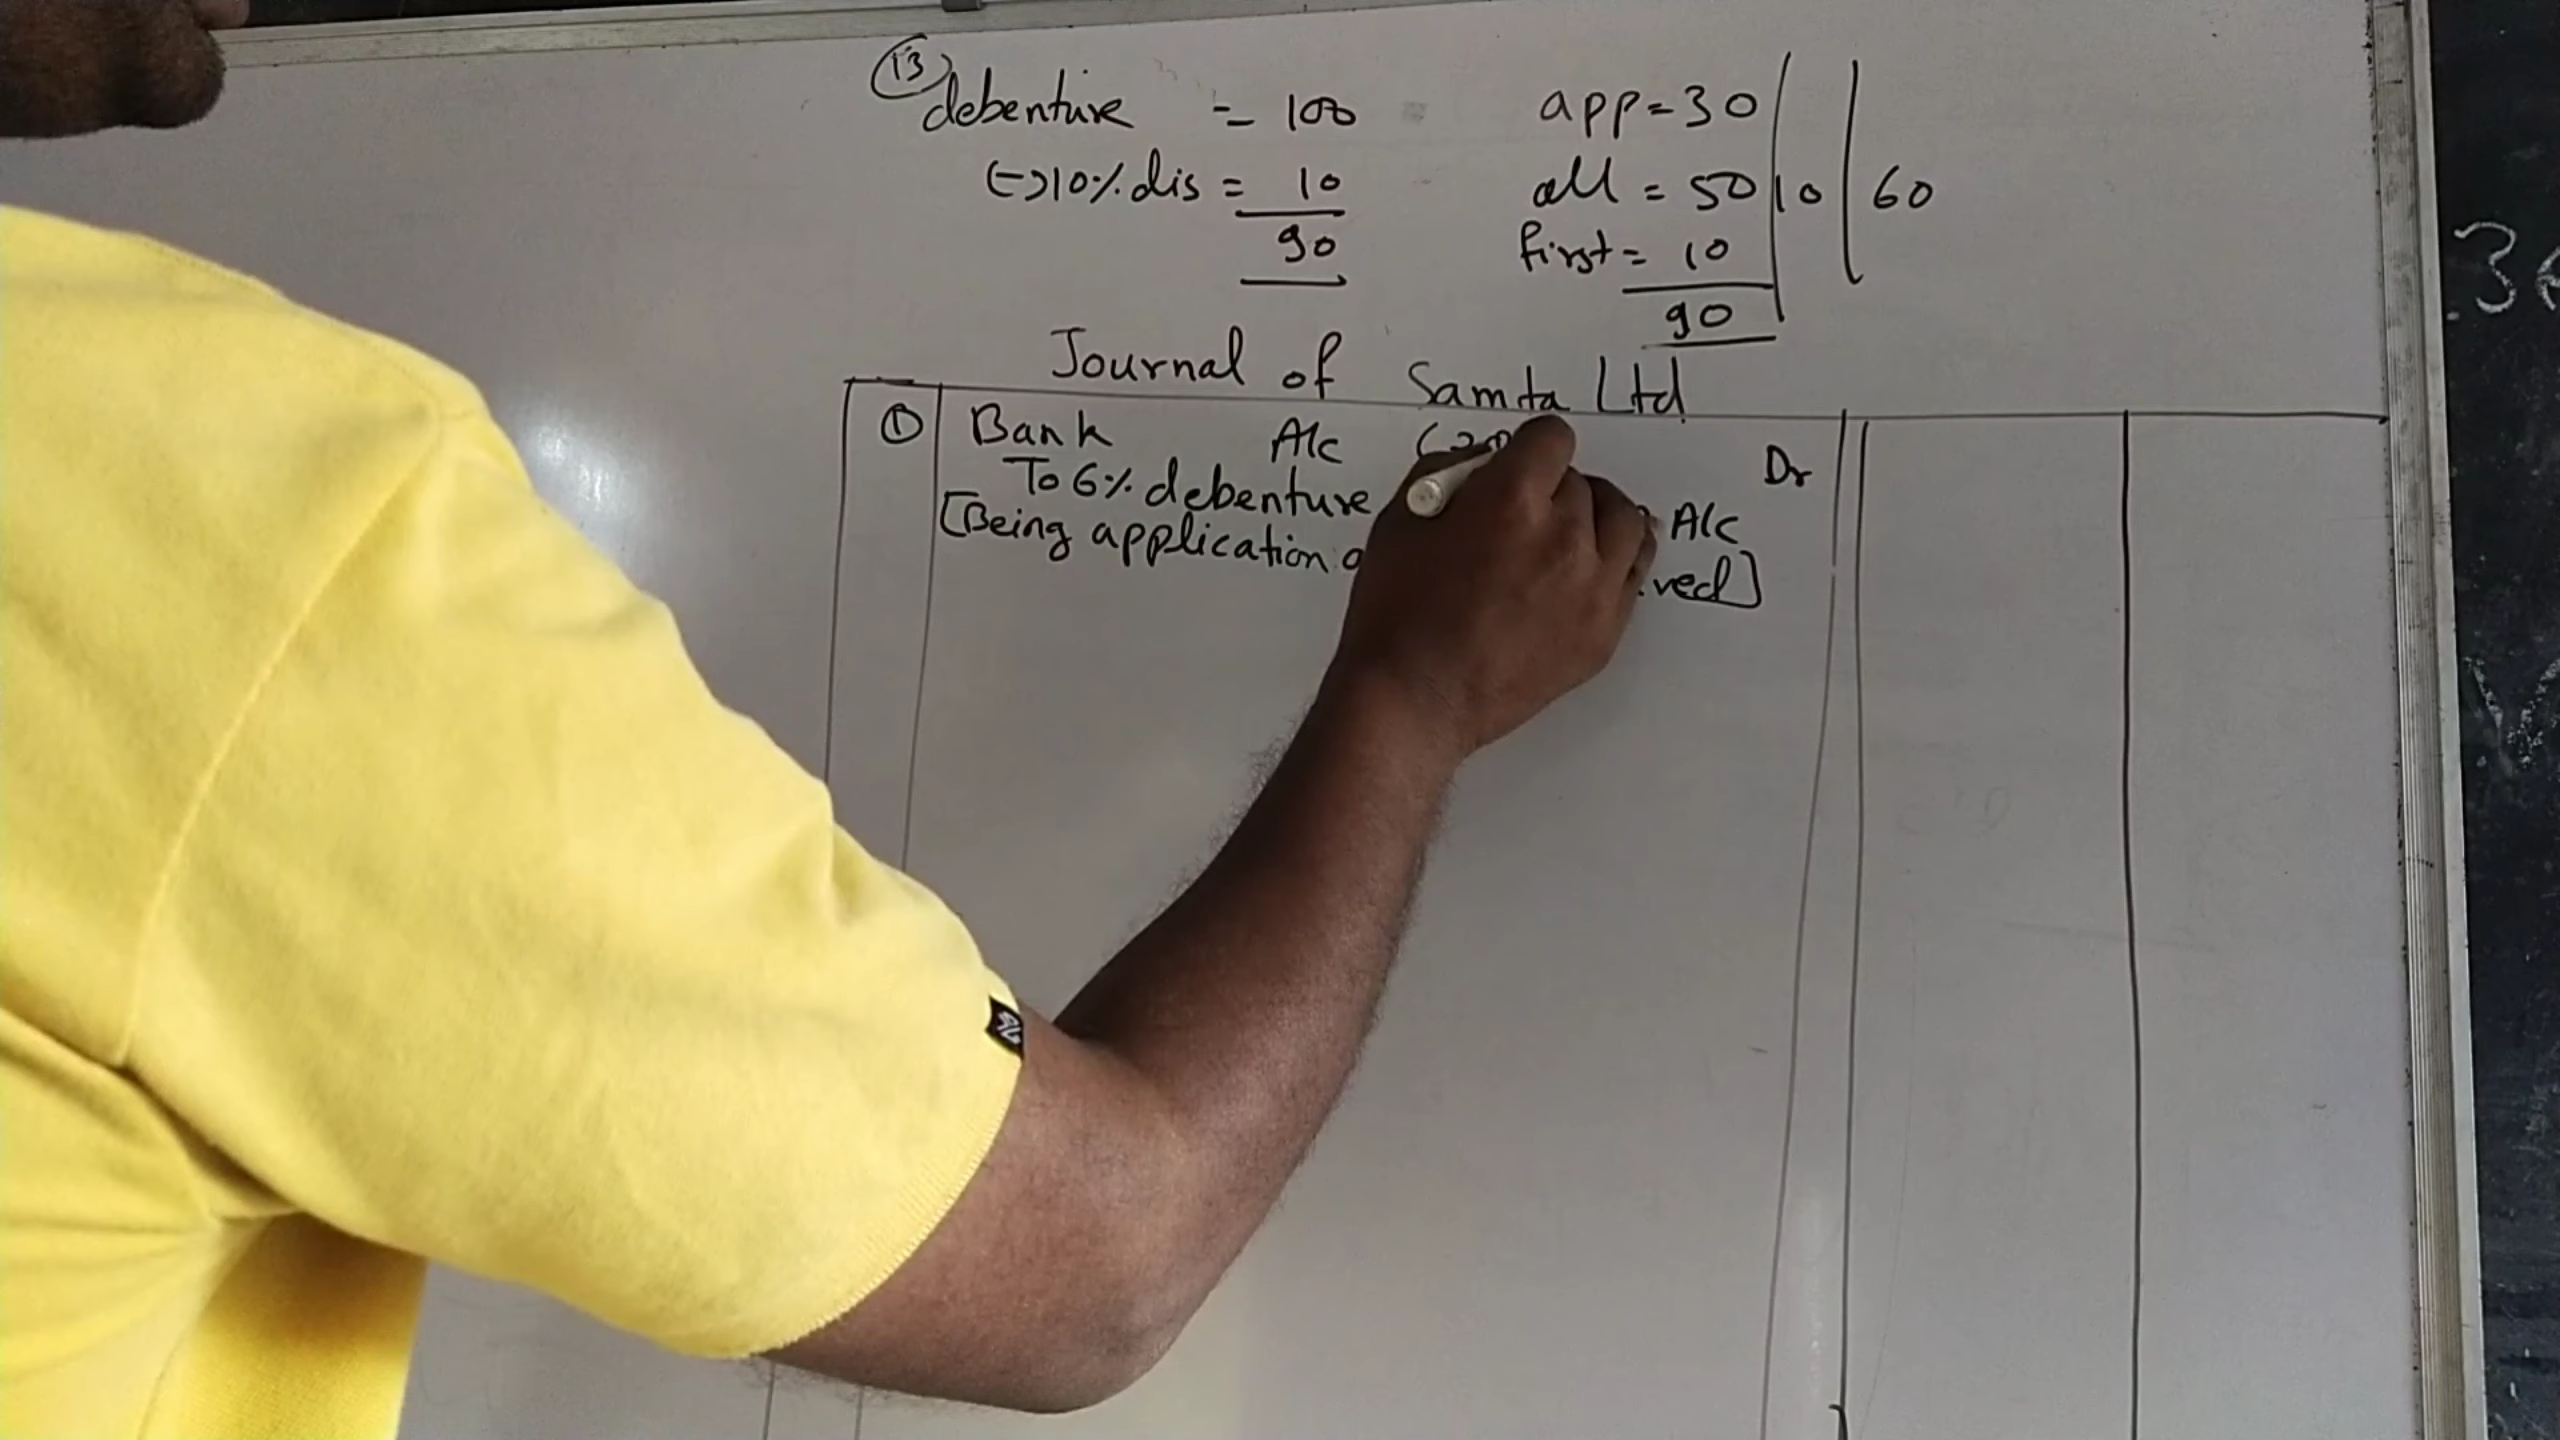 13
debenture = 100
(-)10% dis = 10
90
app = 30
all = 50 | 10 | 60
first = 10
90
Journal of Samta Ltd
① Bank A/c Dr
To 6% debenture A/c
[Being application